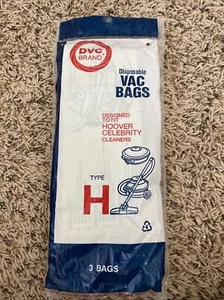 DVC
BRAND
Disposable
VAC
BAGS
DESIGNED
TO FIT
HOOVER
CELEBRITY
CLEANERS
TYPE
H
3 BAGS